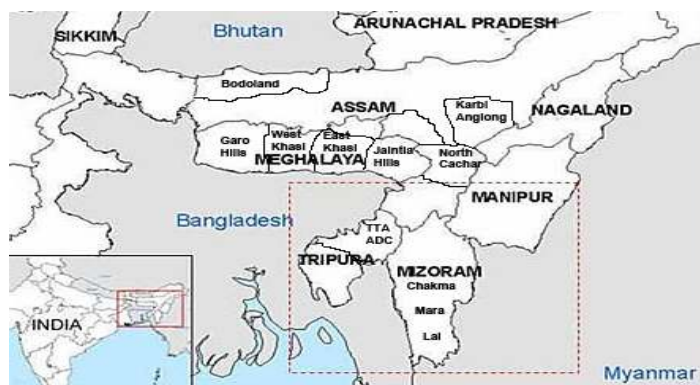 ARUNACHAL PRADESH
SIKKIM
Bhutan
Bodoland
ASSAM
Karbi
Anglong
NAGALAND
Garo
Hills
West
Khasi
East
Khasi
MEGHALAYA
Jaintia
Hills
North
Cachar
MANIPUR
Bangladesh
TTA
ADC
TRIPURA
MIZORAM
Chakma
Mara
Lai
INDIA
Myanmar